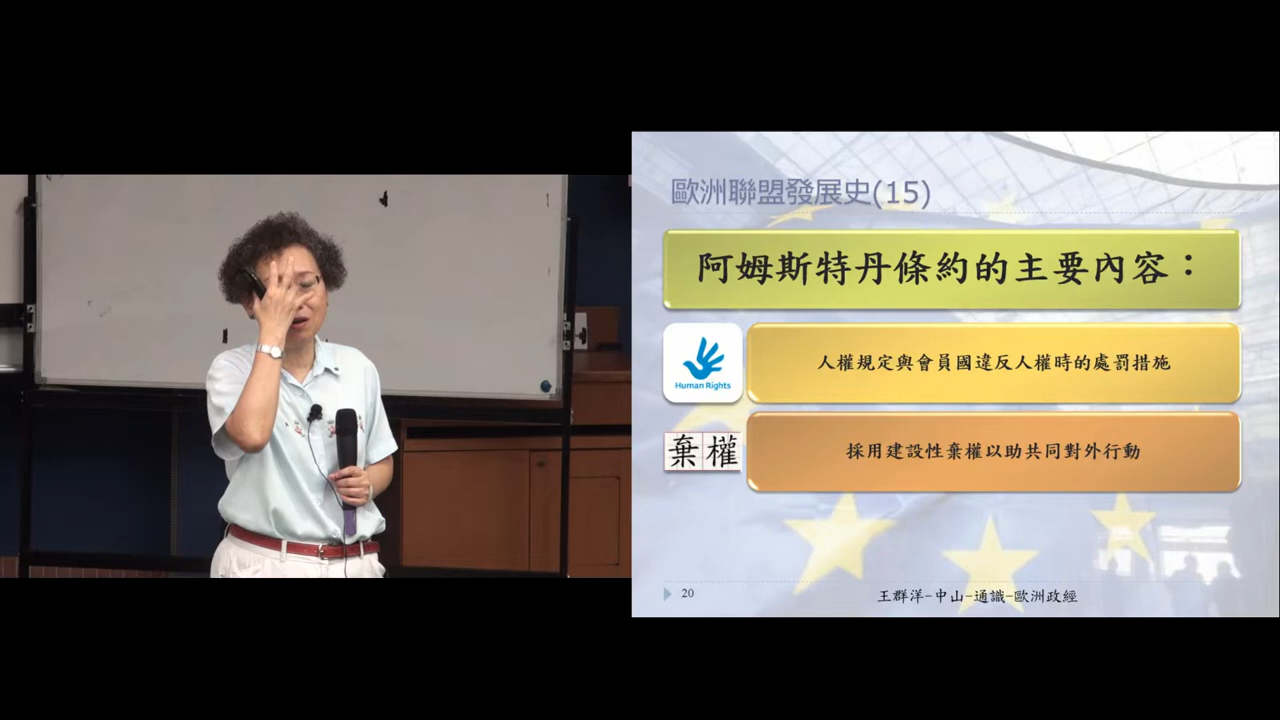 歐洲聯盟發展史(15)
阿姆斯特丹條約的主要內容：
Human Rights
人權規定與會員國違反人權時的處罰措施
棄權
採用建設性棄權以助共同對外行動
20
王群洋-中山-通識-歐洲政經